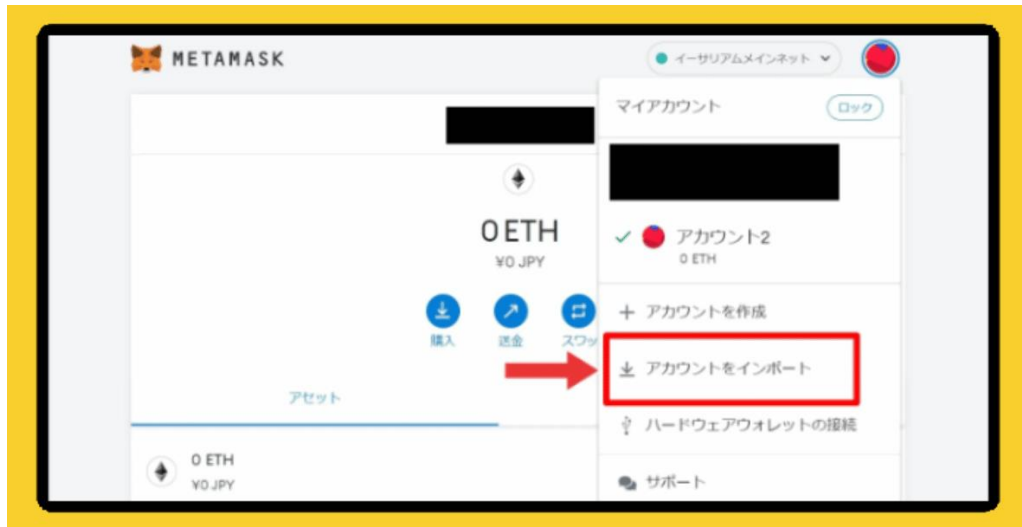 METAMASK
イーサリアムメインネット
マイアカウント
ロック
0 ETH
¥0 JPY
アカウント2
0 ETH
購入
送金
スワッ
アカウントを作成
アカウントをインポート
アセット
ハードウェアウォレットの接続
0 ETH
¥0 JPY
サポート